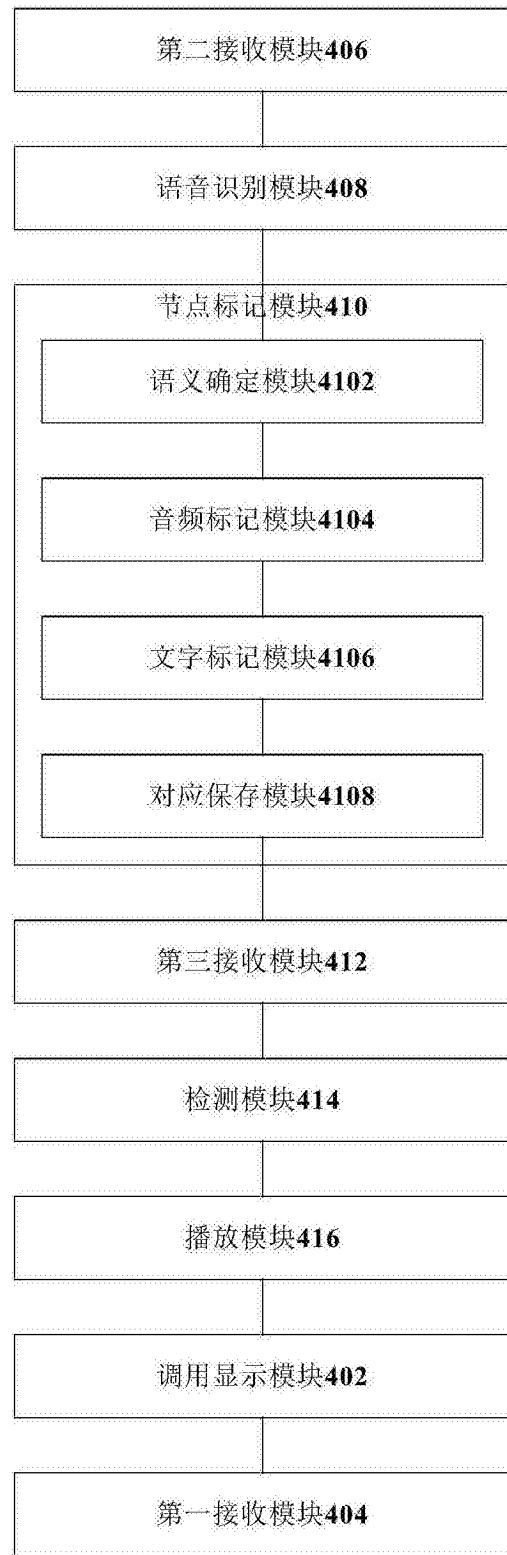 第二接收模块406
语音识别模块408
节点标记模块410
语义确定模块4102
音频标记模块4104
文字标记模块4106
对应保存模块4108
第三接收模块412
检测模块414
播放模块416
调用显示模块402
第一接收模块404